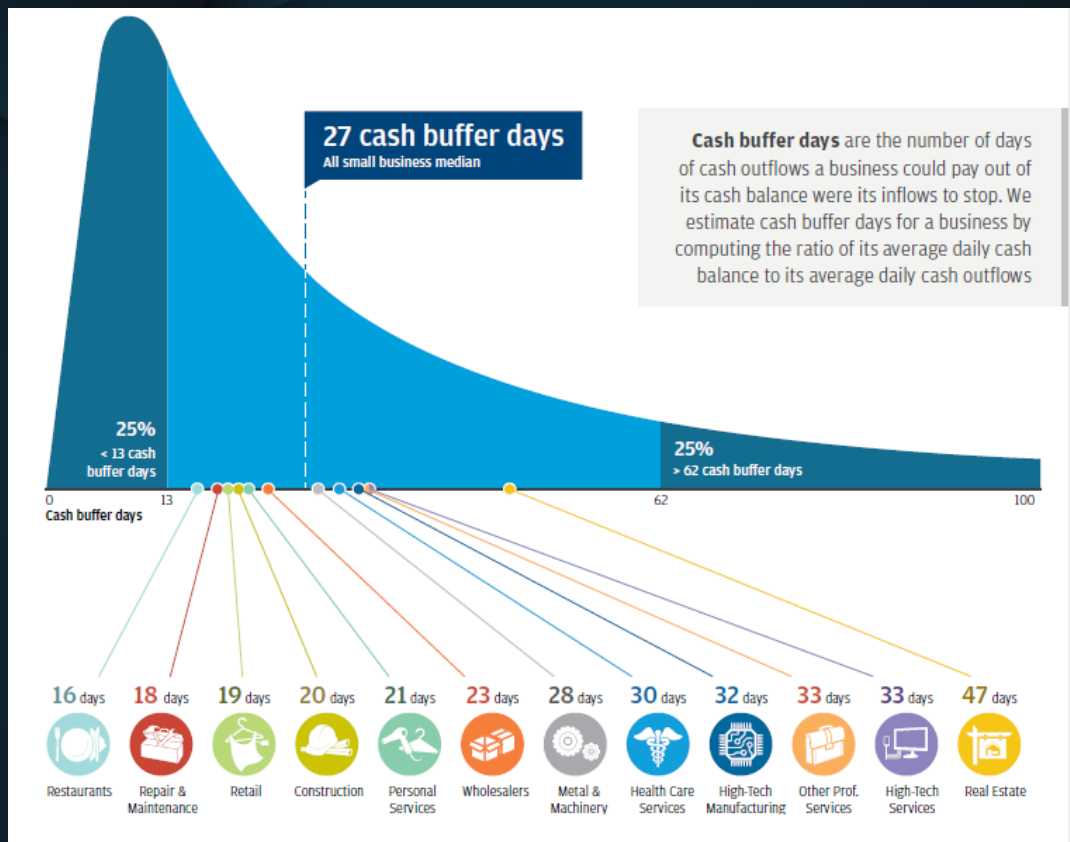 27 cash buffer days
All small business median
Cash buffer days are the number of days
of cash outflows a business could pay out of
its cash balance were its inflows to stop. We
estimate cash buffer days for a business by
computing the ratio of its average daily cash
balance to its average daily cash outflows
25%
< 13 cash
buffer days
25%
> 62 cash buffer days
0
13
62
100
Cash buffer days
16 days
18 days
19 days
20 days
21 days
23 days
28 days
30 days
32 days
33 days
33 days
47 days
Restaurants
Repair &
Maintenance
Retail
Construction
Personal
Services
Wholesalers
Metal &
Machinery
Health Care
Services
High-Tech
Manufacturing
Other Prof.
Services
High-Tech
Services
Real Estate